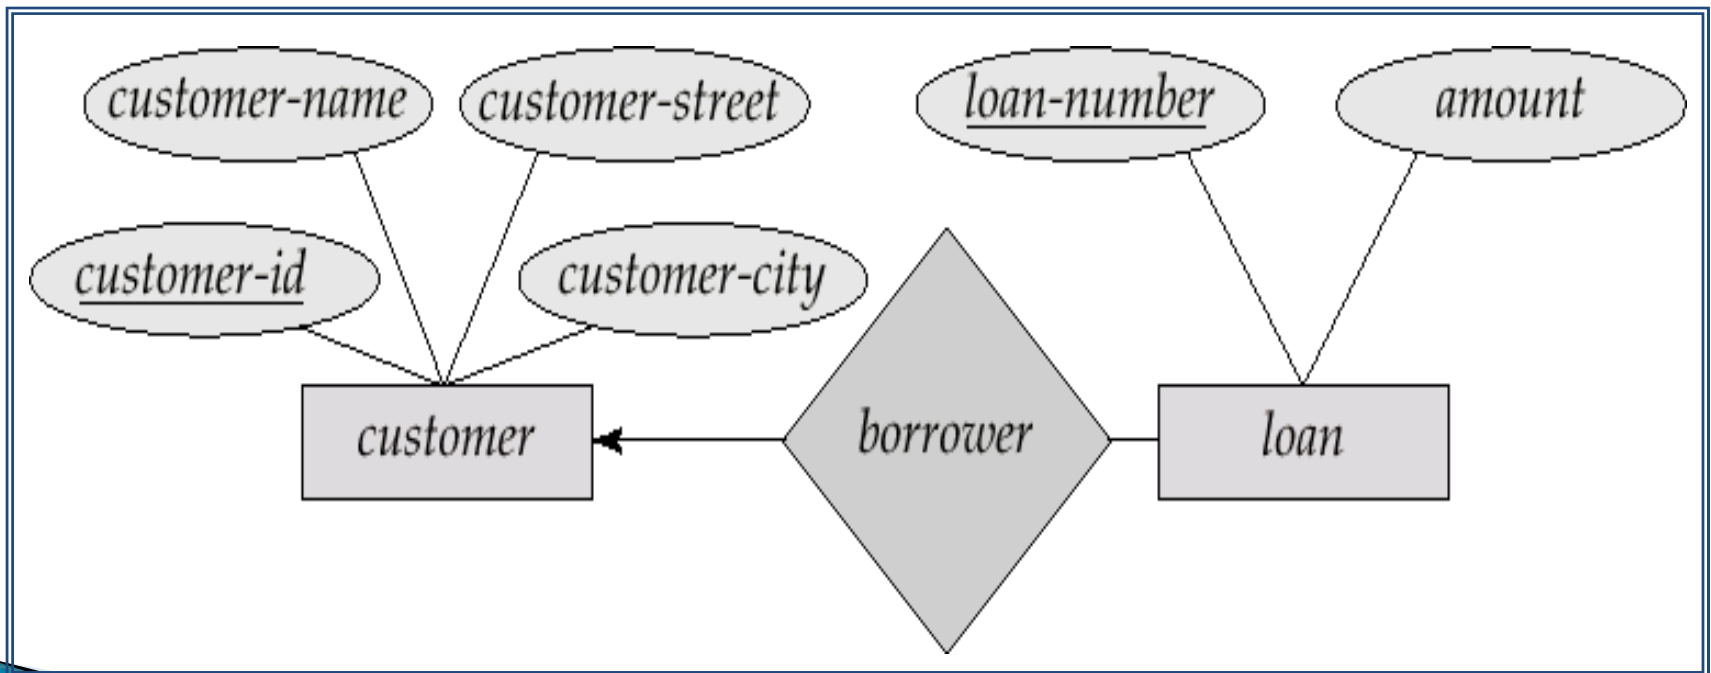 customer-name
customer-street
loan-number
amount
customer-id
customer-city
customer
borrower
loan